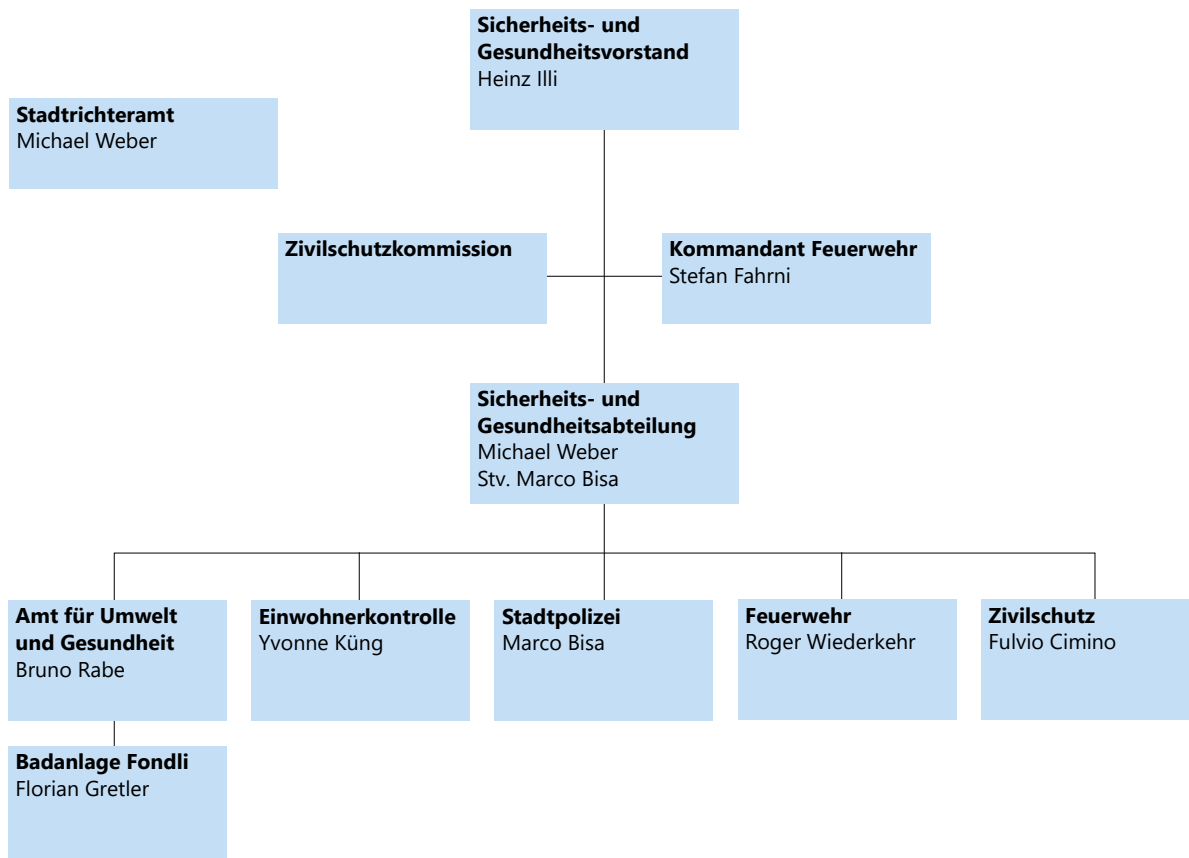 Sicherheits- und
Gesundheitsvorstand
Heinz Illi
Stadtrichteramt
Michael Weber
Zivilschutzkommission
Kommandant Feuerwehr
Stefan Fahrni
Sicherheits- und
Gesundheitsabteilung
Michael Weber
Stv. Marco Bisa
Amt für Umwelt
und Gesundheit
Bruno Rabe
Einwohnerkontrolle
Yvonne Küng
Stadtpolizei
Marco Bisa
Feuerwehr
Roger Wiederkehr
Zivilschutz
Fulvio Cimino
Badanlage Fondli
Florian Gretler